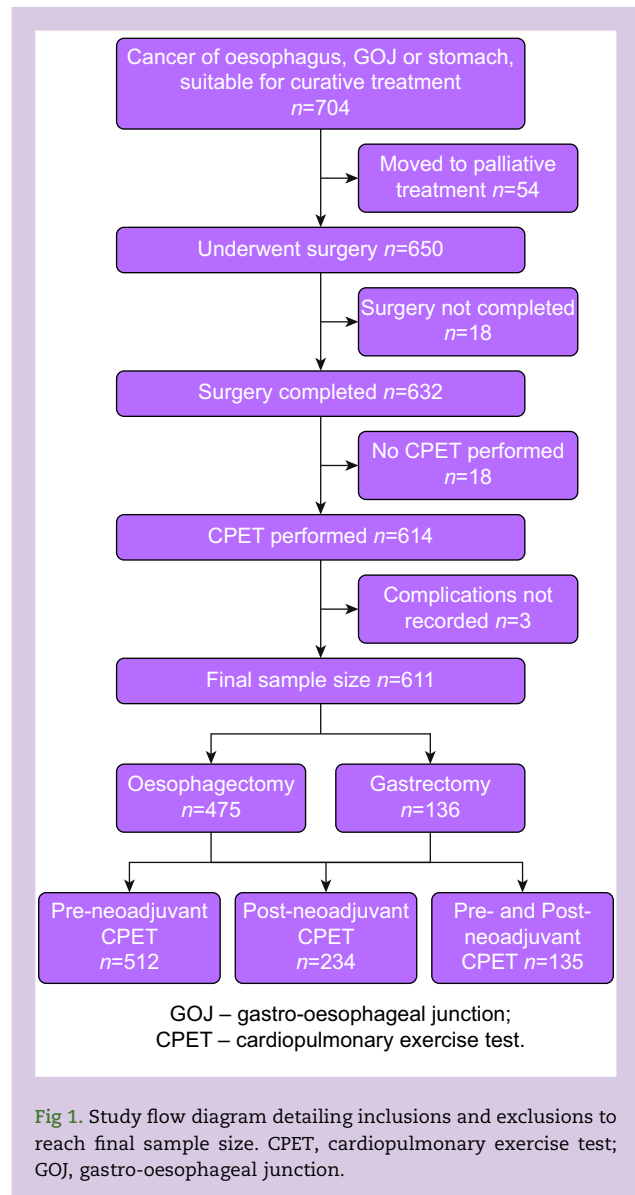 Cancer of oesophagus, GOJ or stomach,
suitable for curative treatment
n=704
Moved to palliative
treatment n=54
Underwent surgery n=650
Surgery not completed
n=18
Surgery completed n=632
No CPET performed
n=18
CPET performed n=614
Complications not
recorded n=3
Final sample size n=611
Oesophagectomy
n=475
Gastrectomy
n=136
Pre-neoadjuvant
CPET
n=512
Post-neoadjuvant
CPET
n=234
Pre- and Post-
neoadjuvant
CPET n=135
GOJ – gastro-oesophageal junction;
CPET – cardiopulmonary exercise test.
Fig 1. Study flow diagram detailing inclusions and exclusions to
reach final sample size. CPET, cardiopulmonary exercise test;
GOJ, gastro-oesophageal junction.